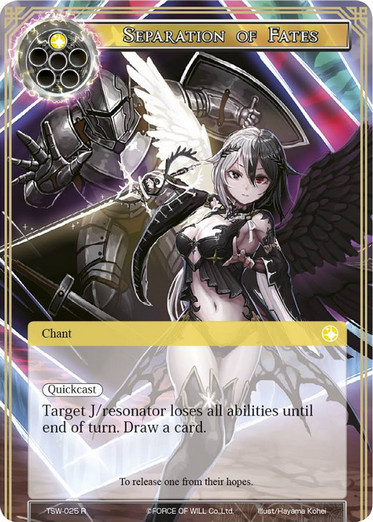 Separation of Fates
Chant
Quickcast
Target J/resonator loses all abilities until
end of turn. Draw a card.
To release one from their hopes.
TSW-025 R ©FORCE OF WILL Co.,Ltd. Illust/Hayama Kohei